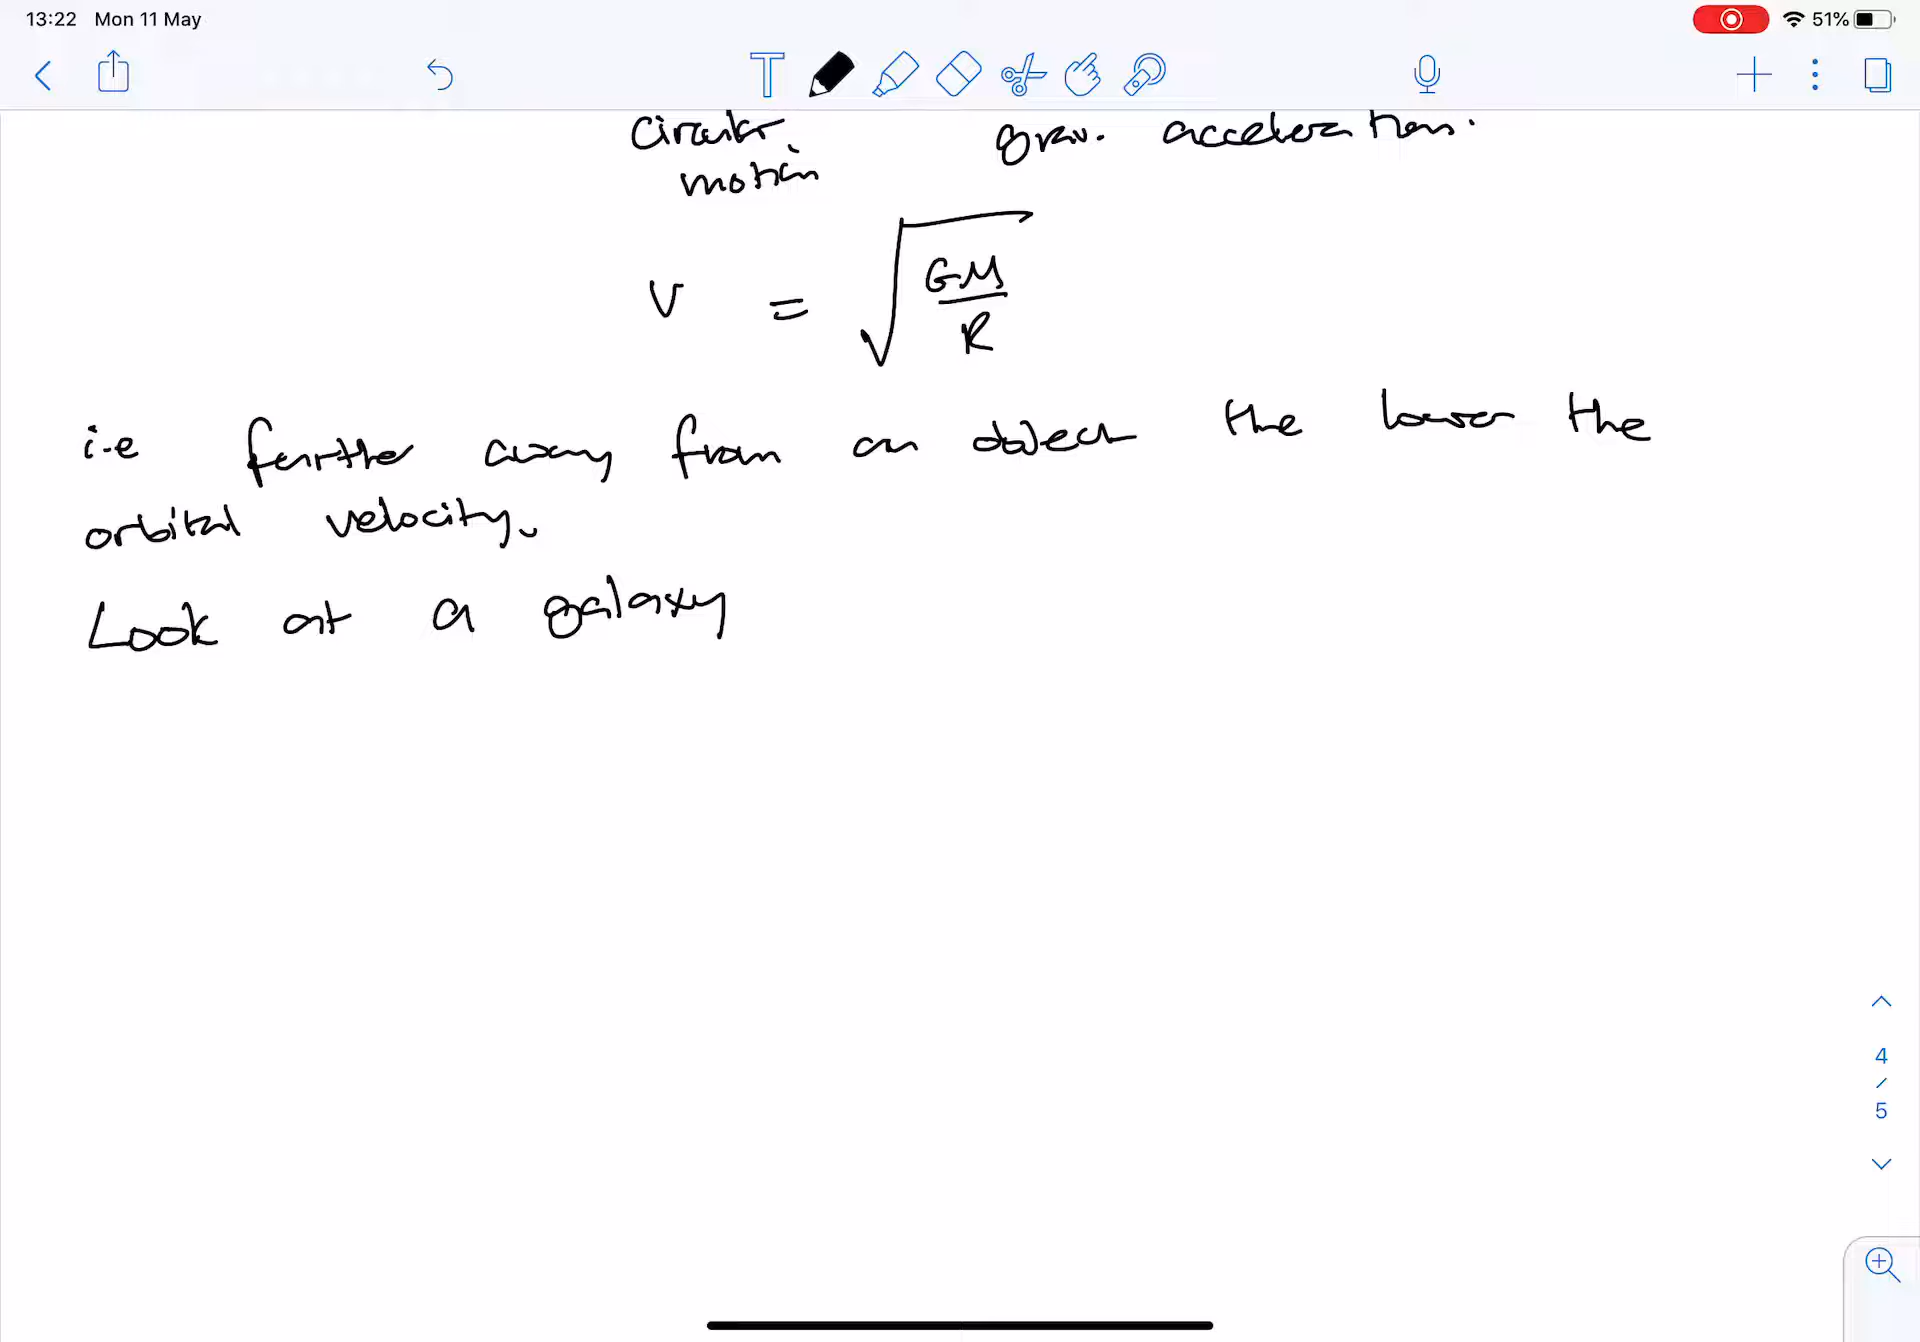 13:22 Mon 11 May 51%
circular grav. acceleration.
motion
V = √GM/R
i.e further away from an object the lower the
orbital velocity.
Look at a galaxy
4
/
5